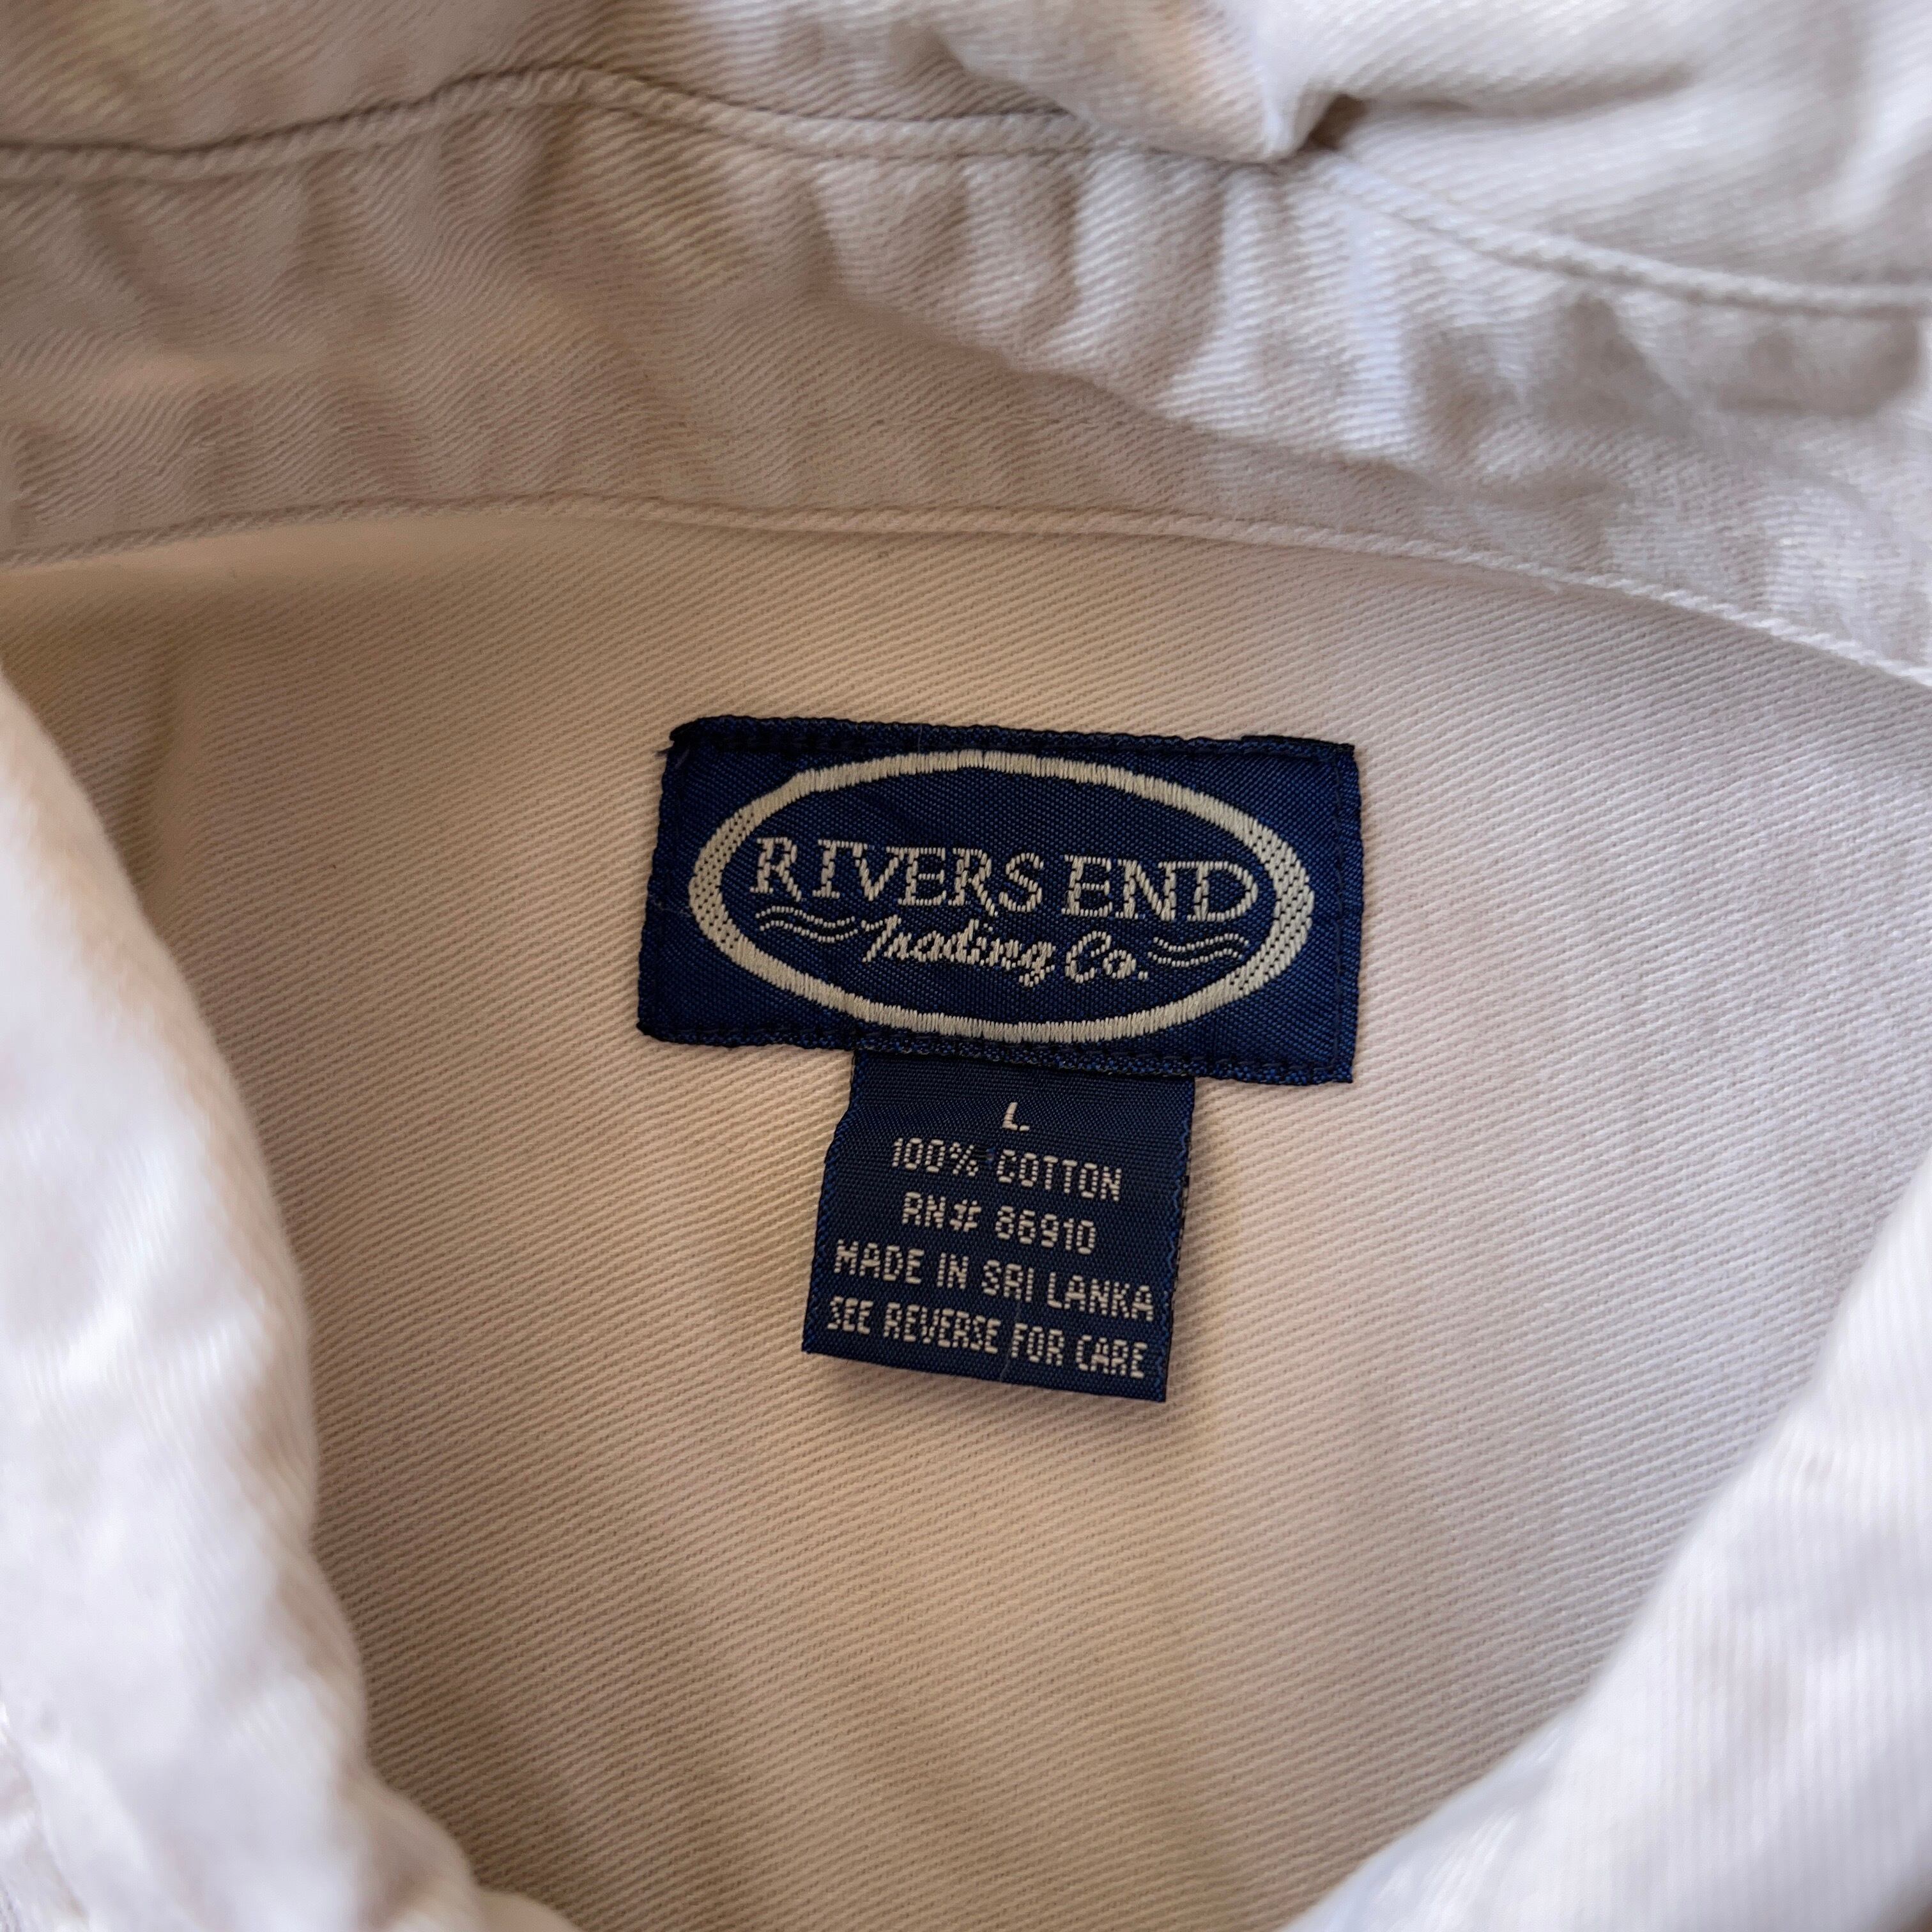 RIVERS END
Trading Co.
L.
100% COTTON
RN# 86910
MADE IN SRI LANKA
SEE REVERSE FOR CARE